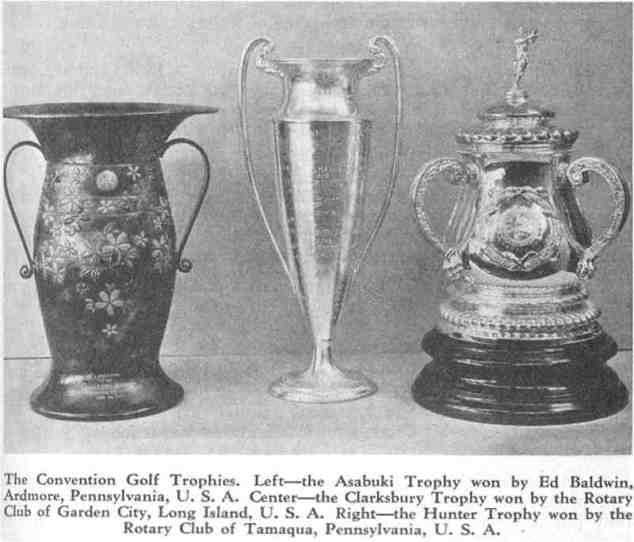 The Convention Golf Trophies. Left—the Asabuki Trophy won by Ed Baldwin,
Ardmore, Pennsylvania, U. S. A. Center—the Clarksbury Trophy won by the Rotary
Club of Garden City, Long Island, U. S. A. Right—the Hunter Trophy won by the
Rotary Club of Tamaqua, Pennsylvania, U. S. A.